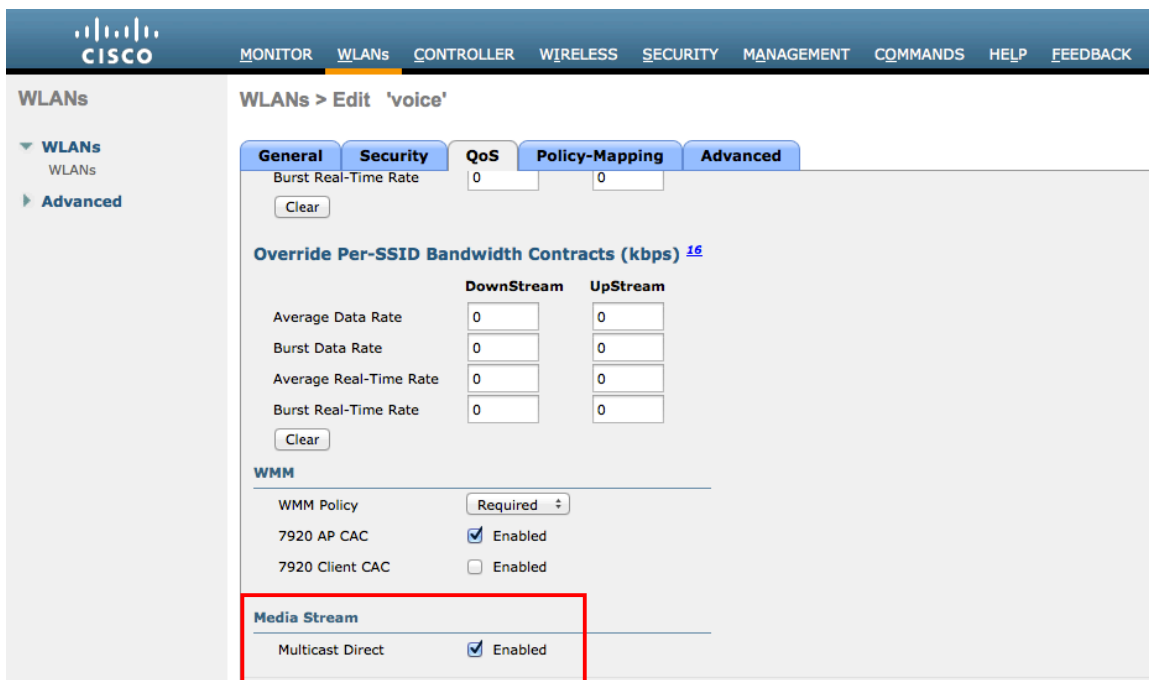 CISCO
MONITOR WLANs CONTROLLER WIRELESS SECURITY MANAGEMENT COMMANDS HELP FEEDBACK
WLANs
WLANs
WLANs
Advanced
WLANs > Edit 'voice'
General Security QoS Policy-Mapping Advanced
Burst Real-Time Rate 0 0
Clear
Override Per-SSID Bandwidth Contracts (kbps) 16
DownStream UpStream
Average Data Rate 0 0
Burst Data Rate 0 0
Average Real-Time Rate 0 0
Burst Real-Time Rate 0 0
Clear
WMM
WMM Policy Required
7920 AP CAC Enabled
7920 Client CAC Enabled
Media Stream
Multicast Direct Enabled